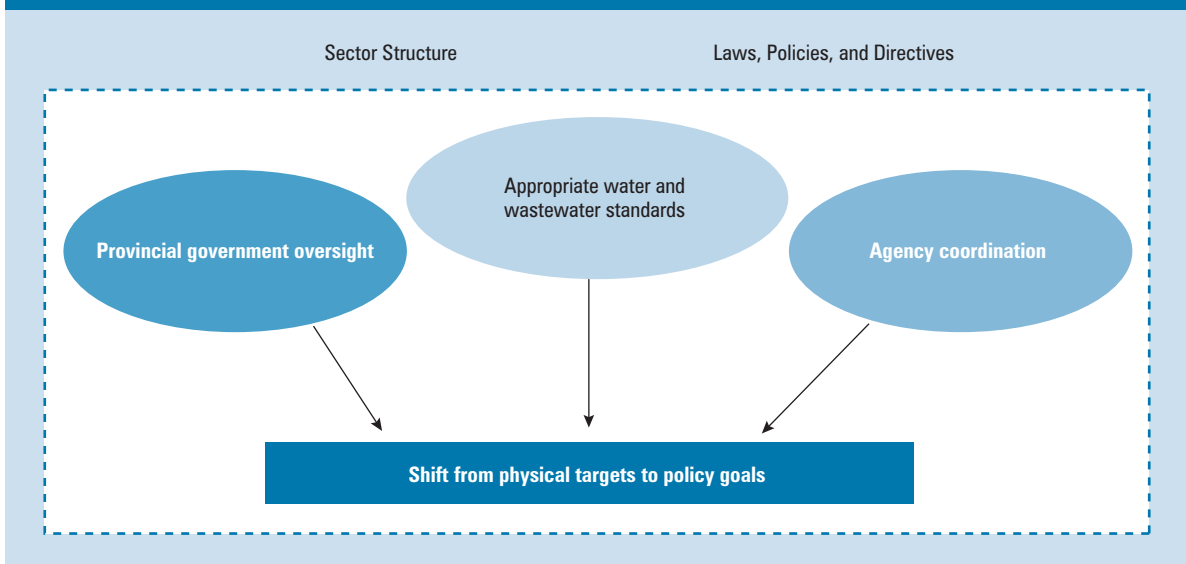 Sector Structure
Laws, Policies, and Directives
Appropriate water and
wastewater standards
Provincial government oversight
Agency coordination
Shift from physical targets to policy goals